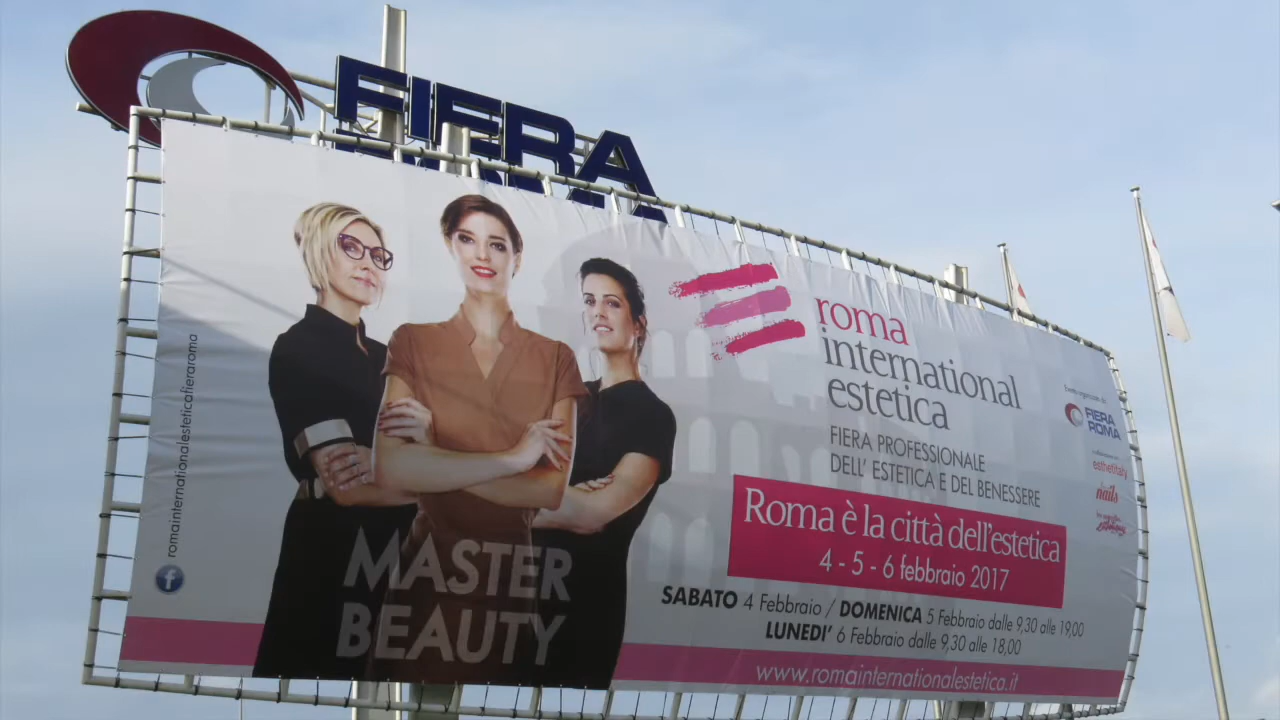 FIERA
romainternationalesteticafieraroma
MASTER
BEAUTY
roma
international
estetica
FIERA PROFESSIONALE
DELL' ESTETICA E DEL BENESSERE
Roma è la città dell'estetica
4 - 5 - 6 febbraio 2017
SABATO 4 Febbraio / DOMENICA 5 Febbraio dalle 9,30 alle 19,00
LUNEDI' 6 Febbraio dalle 9,30 alle 18,00
www.romainternationalestetica.it
FIERA
ROMA
esthetitaly
nails